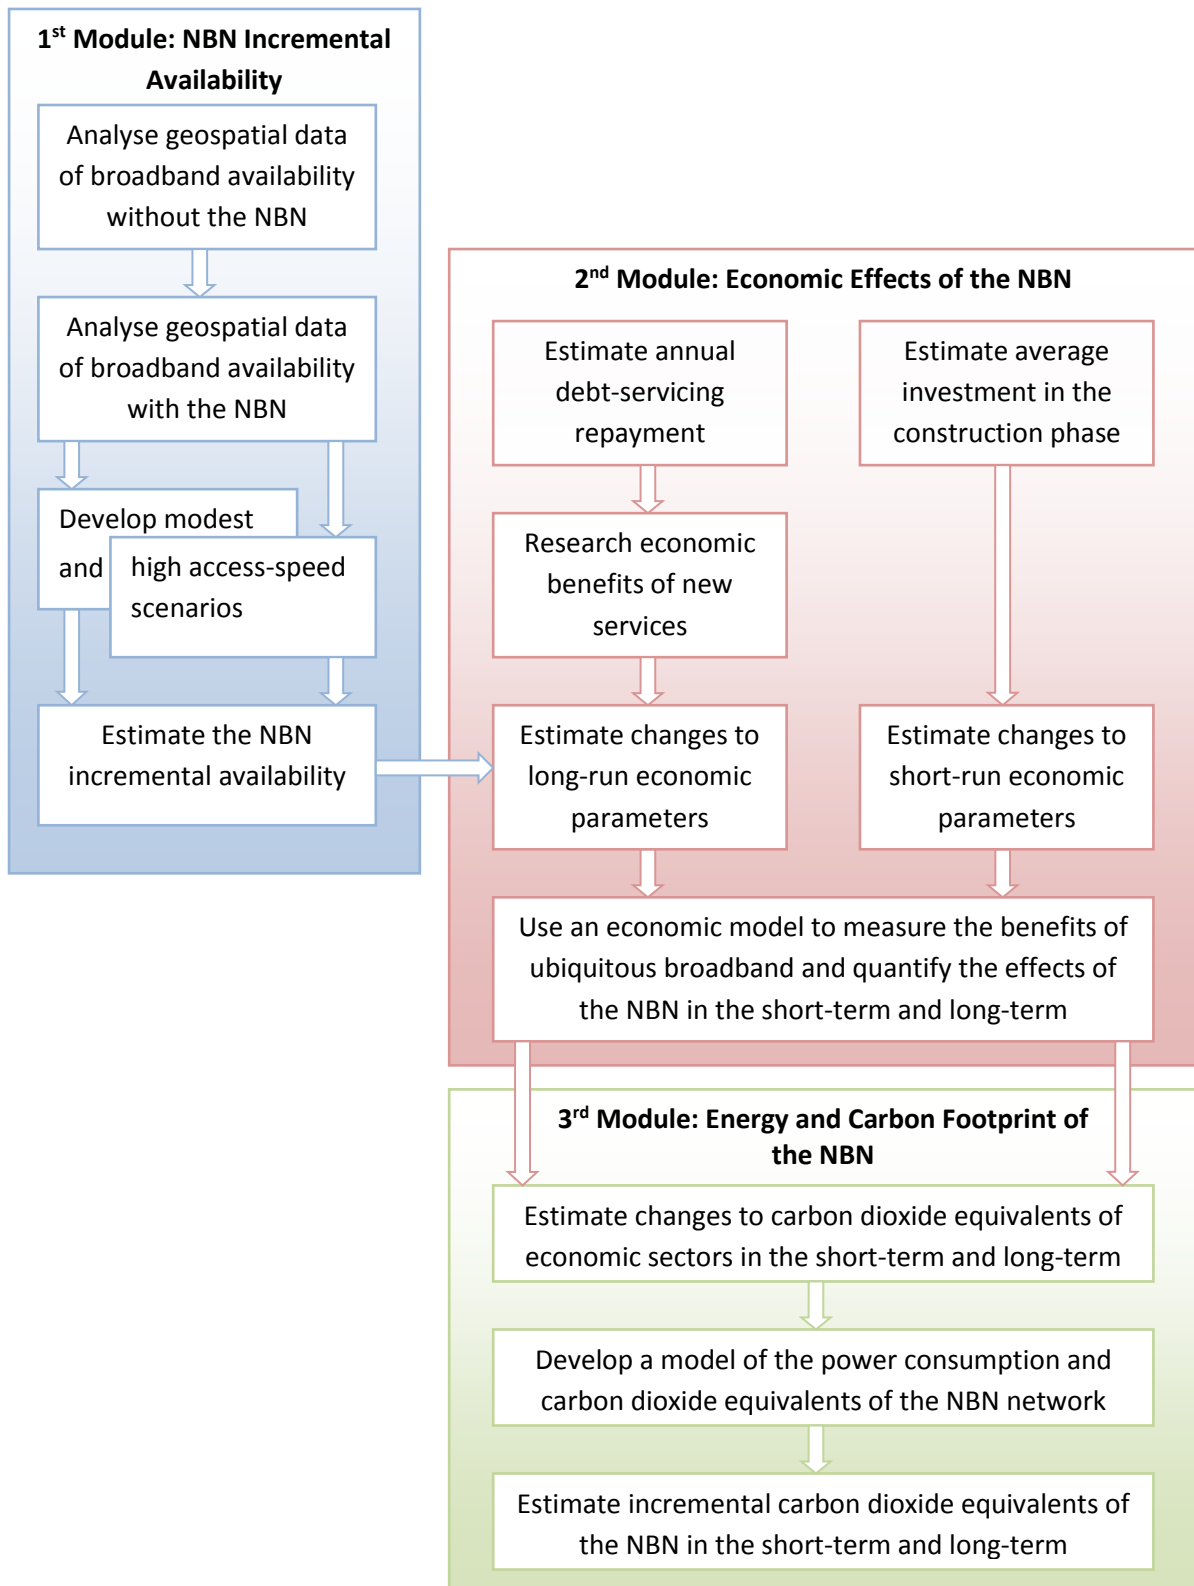 1st Module: NBN Incremental
Availability
Analyse geospatial data
of broadband availability
without the NBN
Analyse geospatial data
of broadband availability
with the NBN
Develop modest
and
high access-speed
scenarios
Estimate the NBN
incremental availability
2nd Module: Economic Effects of the NBN
Estimate annual
debt-servicing
repayment
Research economic
benefits of new
services
Estimate changes to
long-run economic
parameters
Estimate average
investment in the
construction phase
Estimate changes to
short-run economic
parameters
Use an economic model to measure the benefits of
ubiquitous broadband and quantify the effects of
the NBN in the short-term and long-term
3rd Module: Energy and Carbon Footprint of
the NBN
Estimate changes to carbon dioxide equivalents of
economic sectors in the short-term and long-term
Develop a model of the power consumption and
carbon dioxide equivalents of the NBN network
Estimate incremental carbon dioxide equivalents of
the NBN in the short-term and long-term